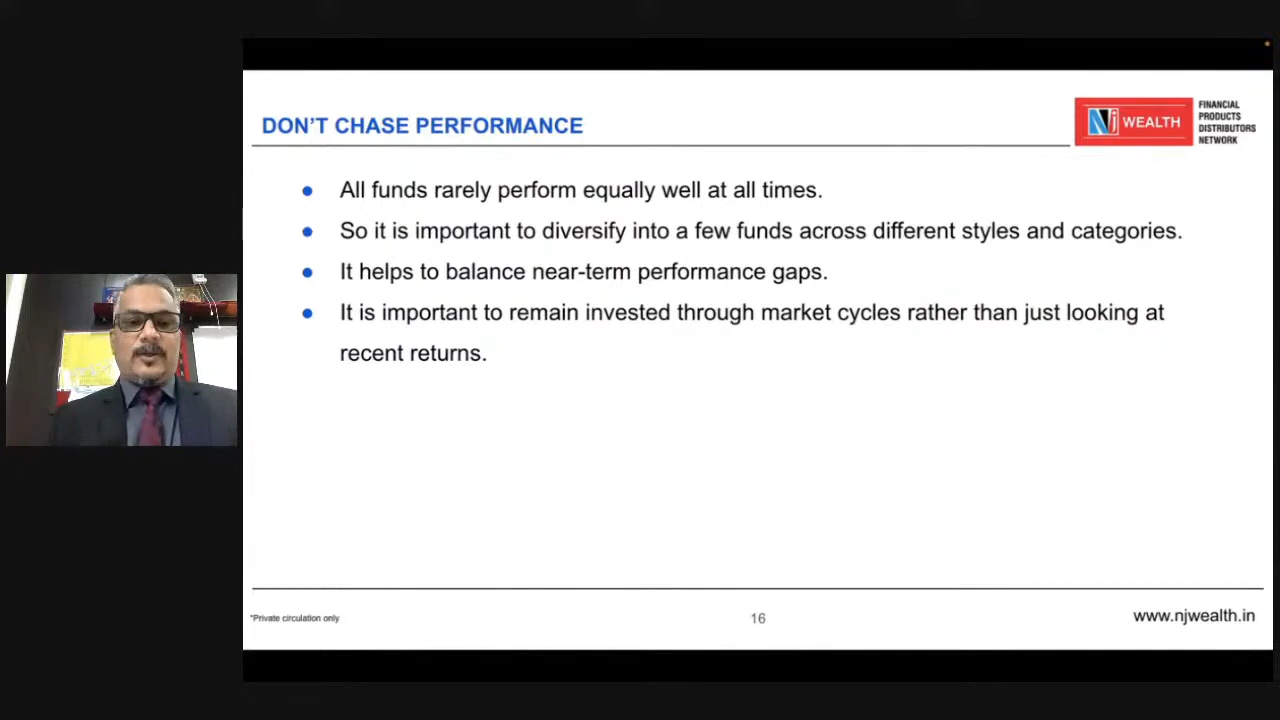 DON'T CHASE PERFORMANCE
Nj WEALTH
FINANCIAL
PRODUCTS
DISTRIBUTORS
NETWORK
● All funds rarely perform equally well at all times.
● So it is important to diversify into a few funds across different styles and categories.
● It helps to balance near-term performance gaps.
● It is important to remain invested through market cycles rather than just looking at
recent returns.
*Private circulation only
16
www.njwealth.in